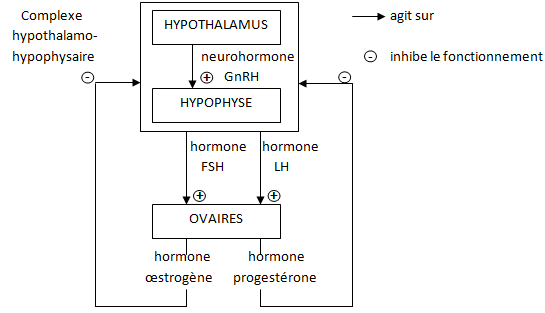 Complexe
hypothalamo-
hypophysaire
HYPOTHALAMUS
agit sur
neurohormone
GnRH
inhibe le fonctionnement
HYPOPHYSE
hormone
FSH
hormone
LH
OVAIRES
hormone
œstrogène
hormone
progestérone